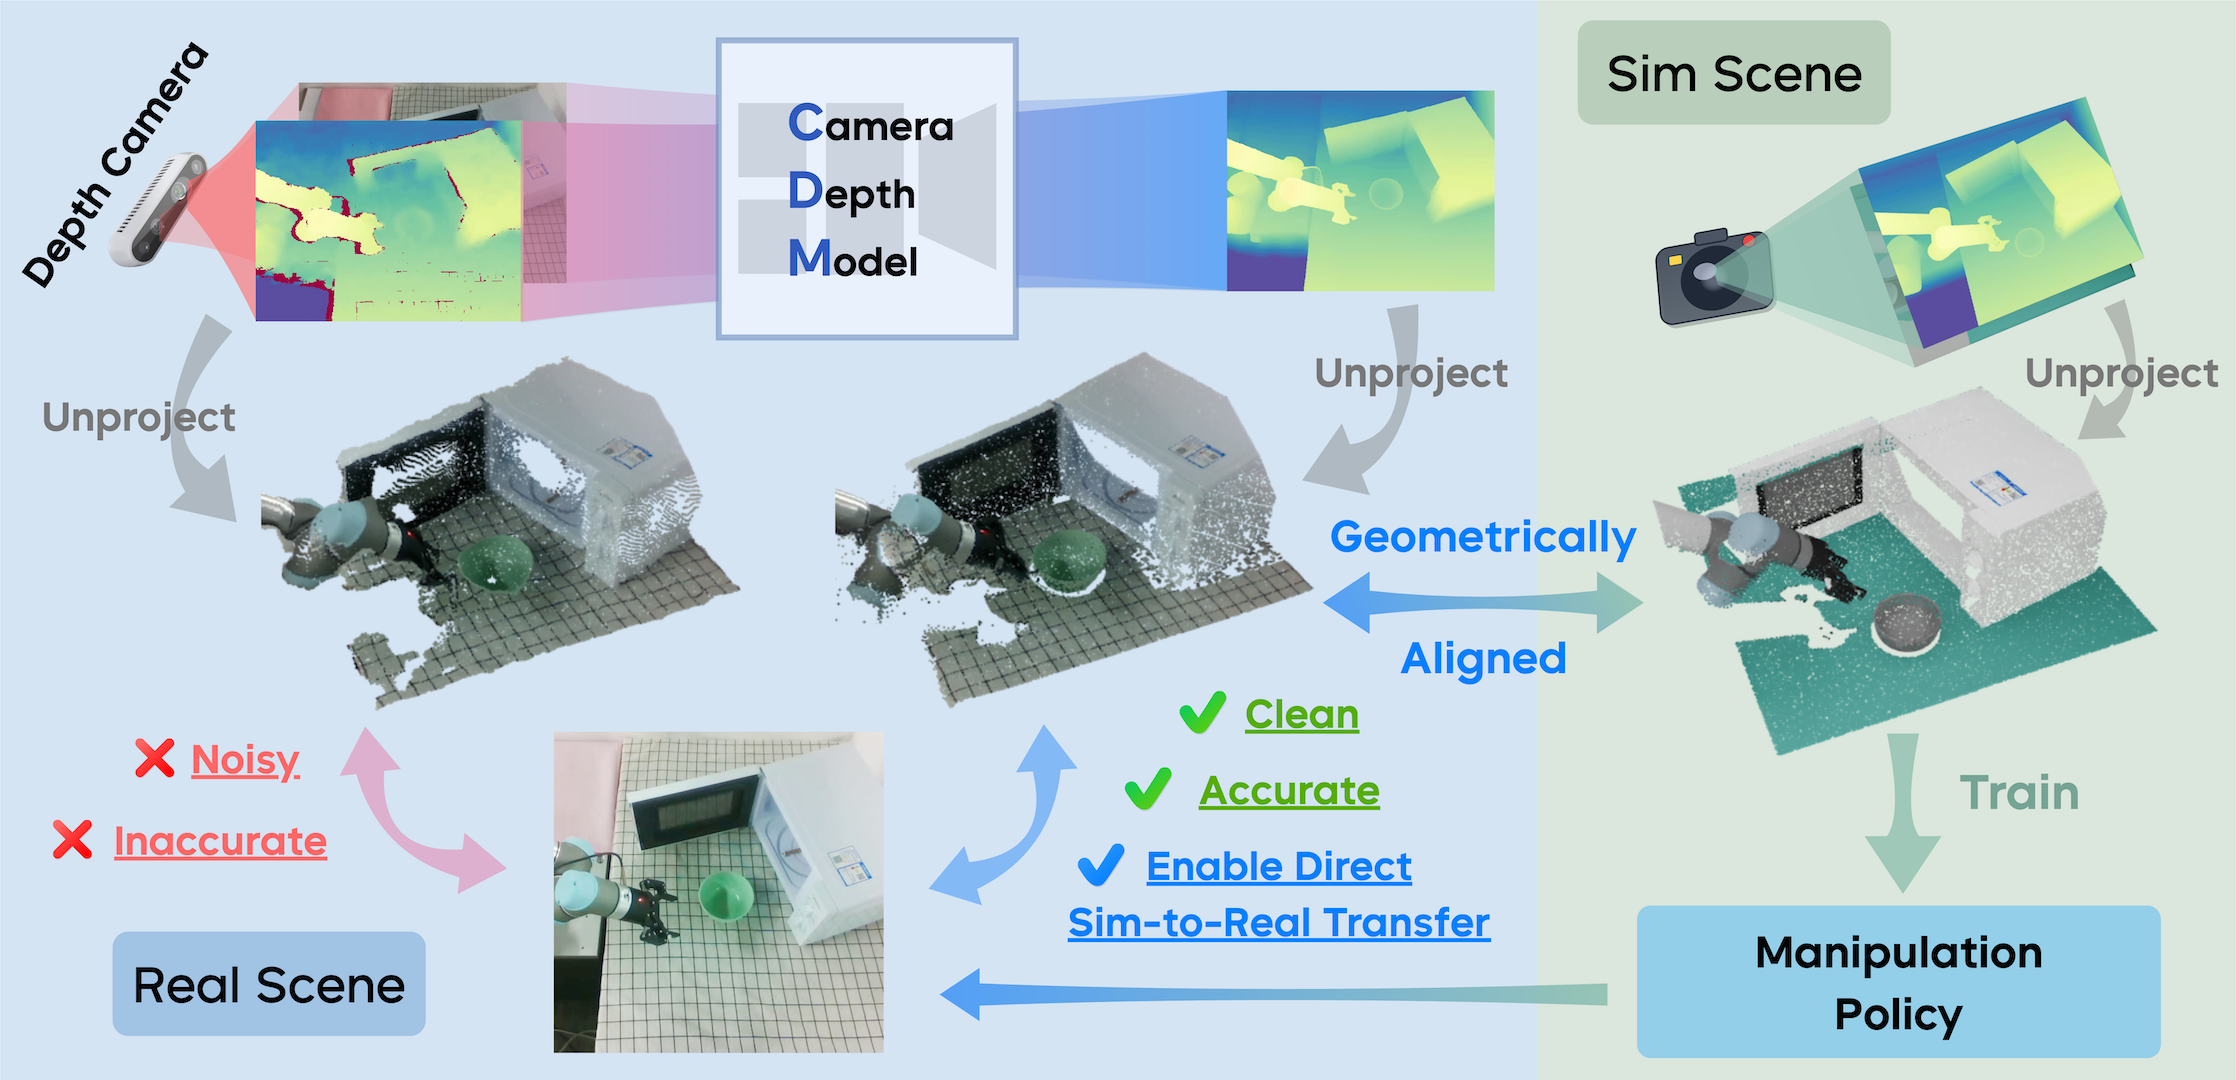 Depth Camera
Camera
Depth
Model
Sim Scene
Unproject
Unproject
Unproject
Geometrically
Aligned
Noisy
Inaccurate
Clean
Accurate
Enable Direct
Sim-to-Real Transfer
Train
Real Scene
Manipulation
Policy